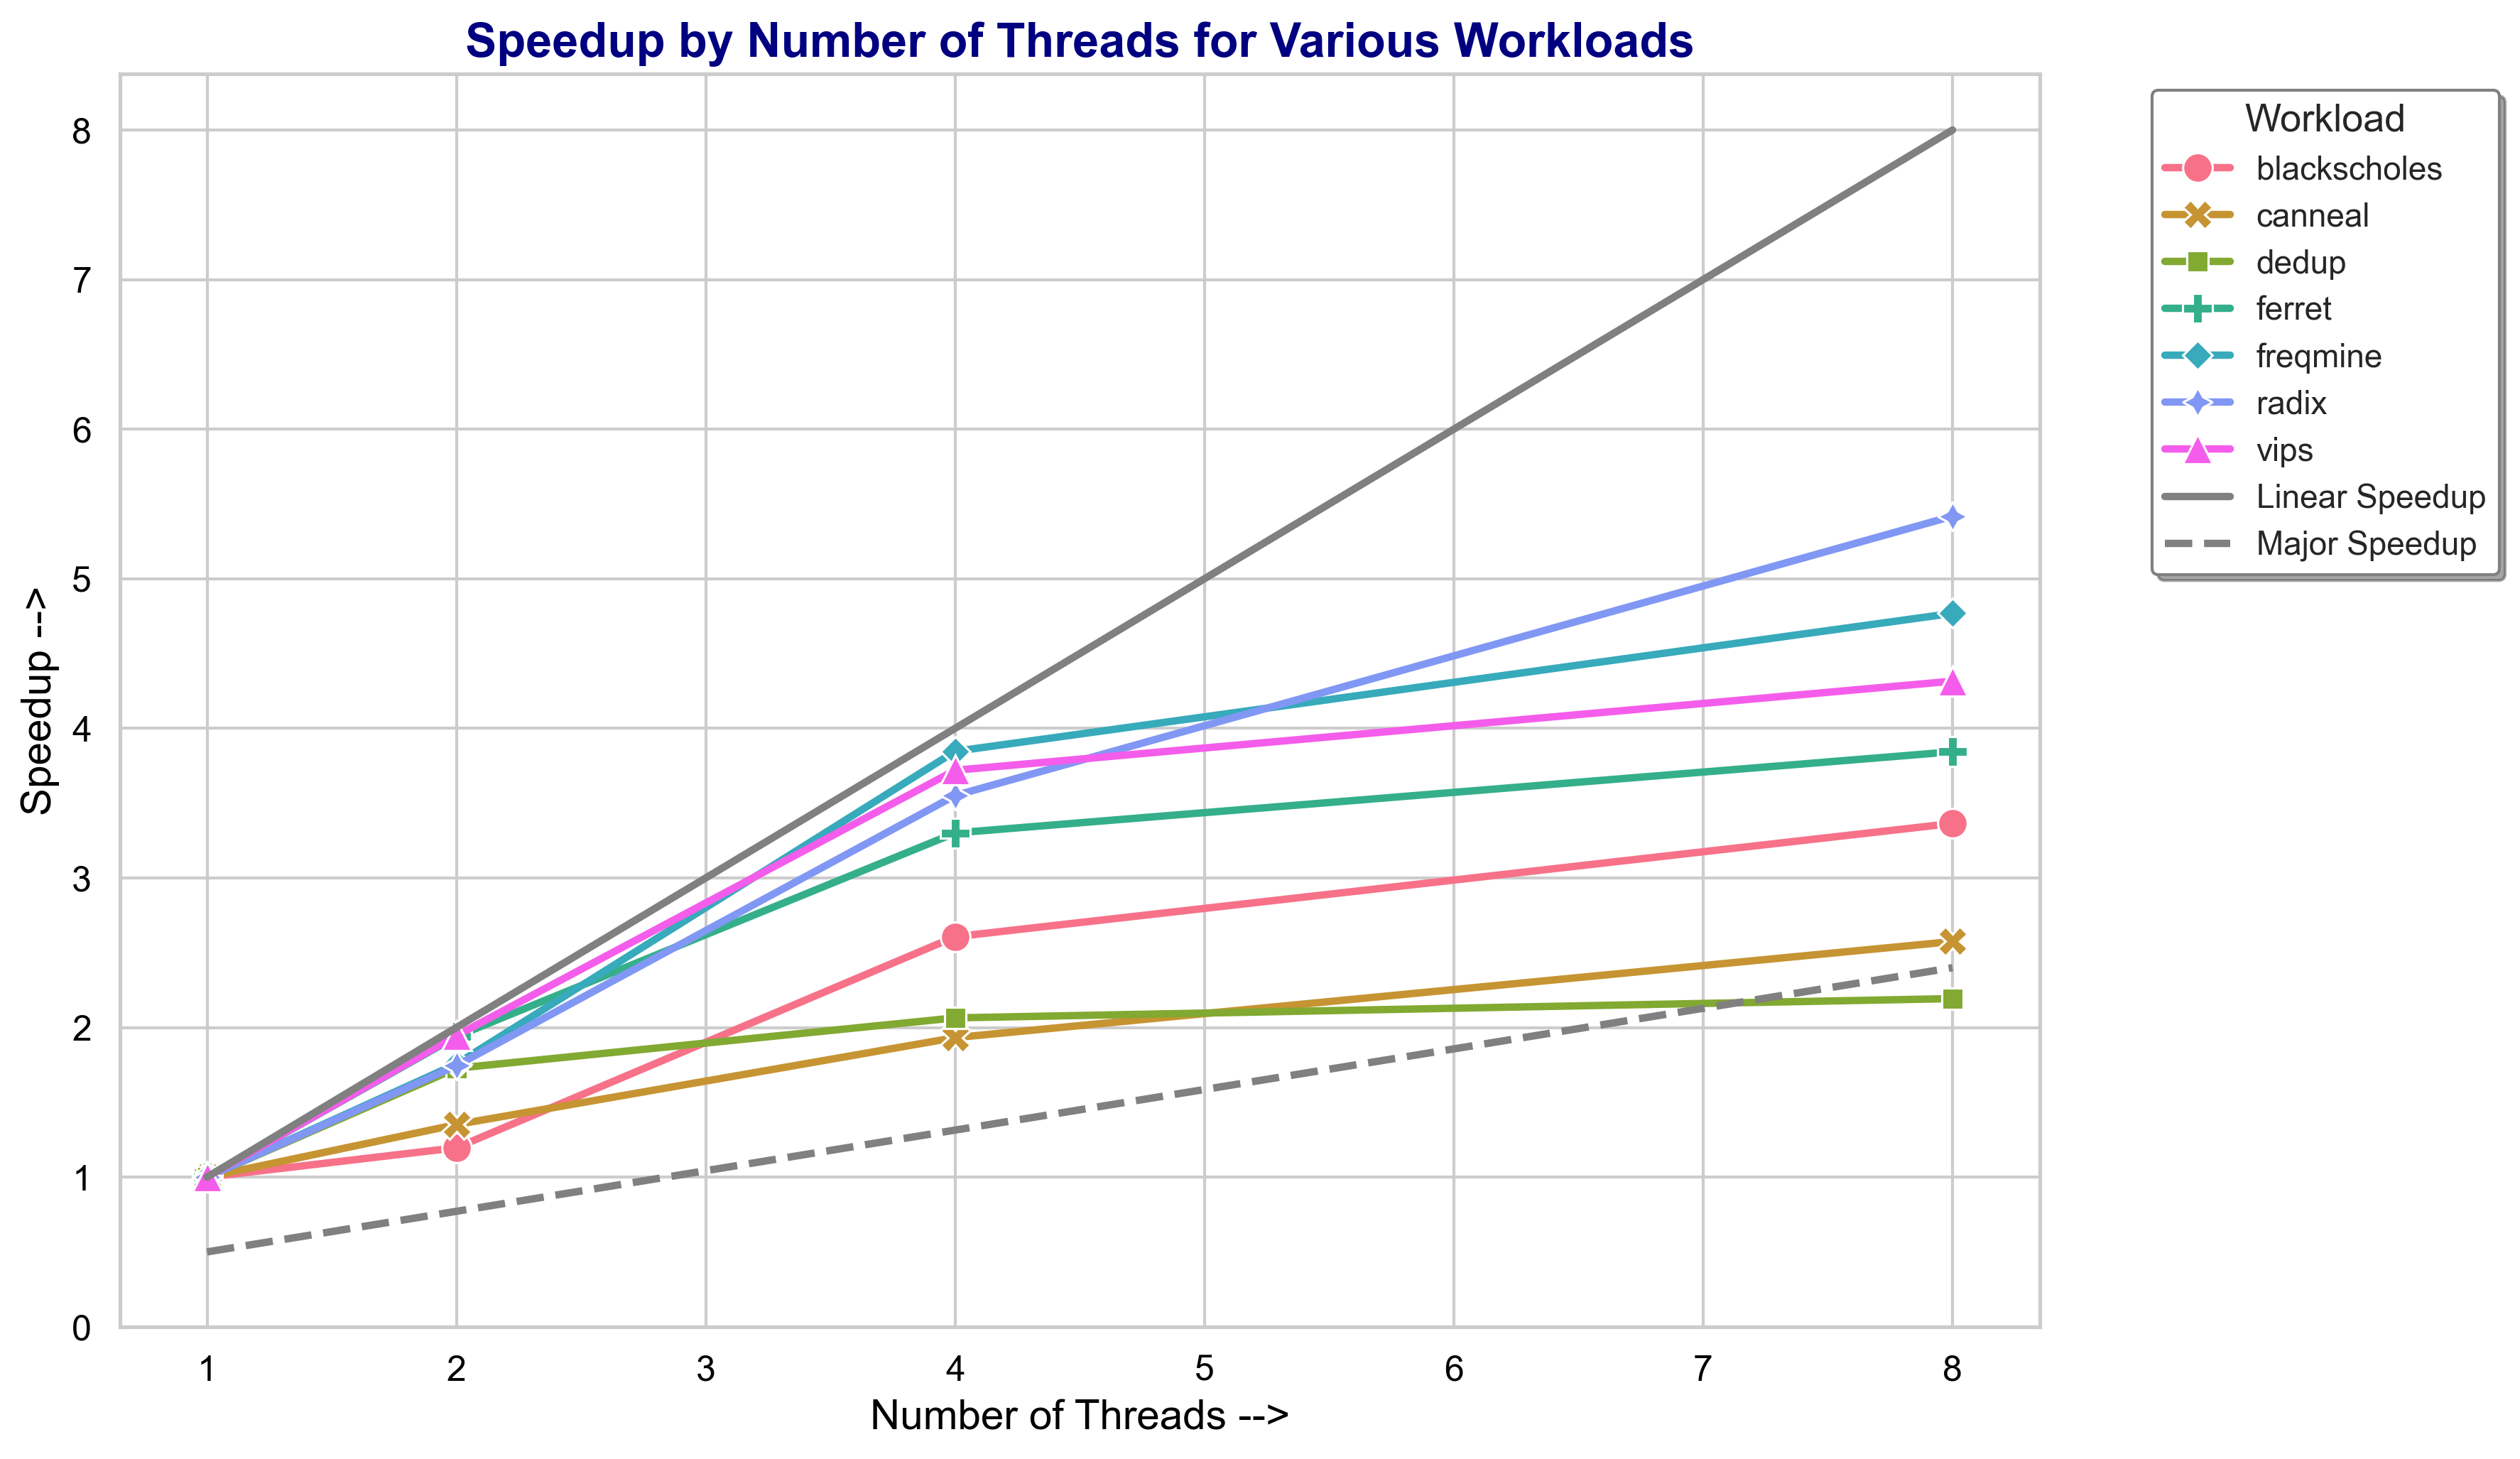 Speedup by Number of Threads for Various Workloads
8
7
6
5
4
3
2
1
0
Speedup -->
1 2 3 4 5 6 7 8
Number of Threads -->
Workload
blackscholes
canneal
dedup
ferret
freqmine
radix
vips
Linear Speedup
Major Speedup